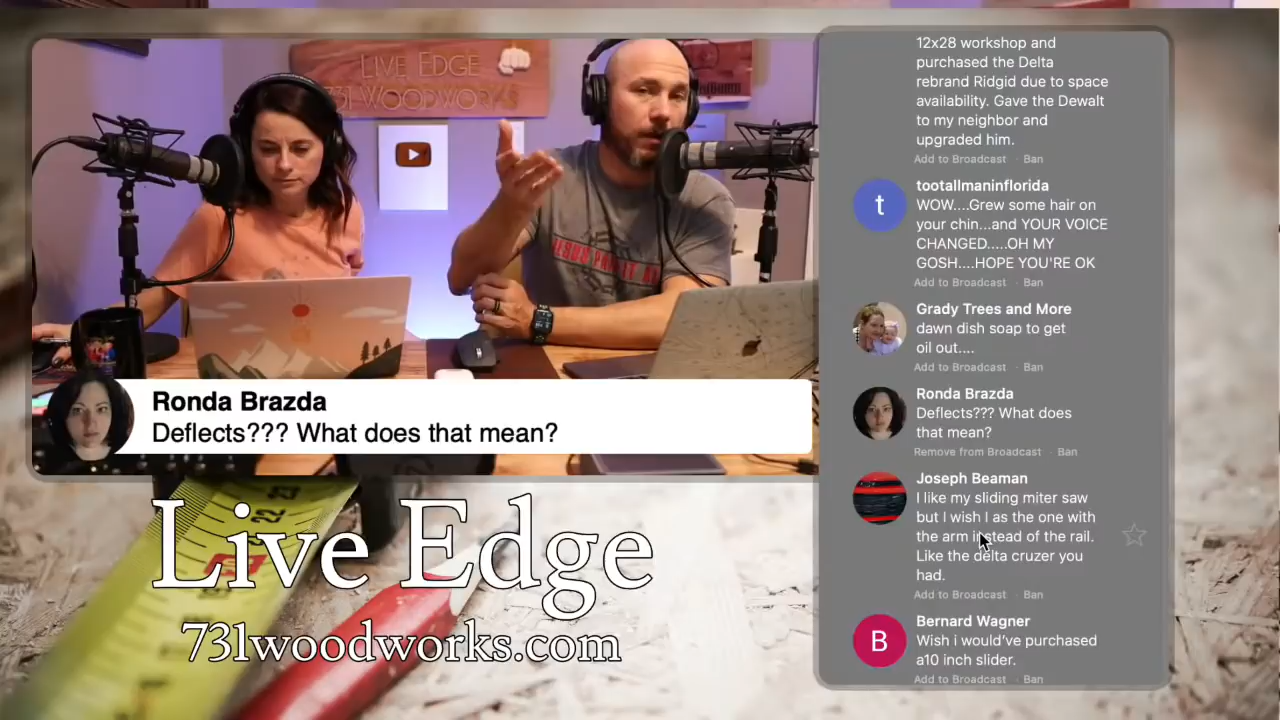 LIVE EDGE
731 WOODWORKS
Ronda Brazda
Deflects??? What does that mean?
Live Edge
731woodworks.com
12x28 workshop and
purchased the Delta
rebrand Ridgid due to space
availability. Gave the Dewalt
to my neighbor and
upgraded him.
Add to Broadcast · Ban
t
tootallmaninflorida
WOW....Grew some hair on
your chin...and YOUR VOICE
CHANGED.....OH MY
GOSH....HOPE YOU'RE OK
Add to Broadcast · Ban
Grady Trees and More
dawn dish soap to get
oil out....
Add to Broadcast · Ban
Ronda Brazda
Deflects??? What does
that mean?
Remove from Broadcast · Ban
Joseph Beaman
I like my sliding miter saw
but I wish I as the one with
the arm instead of the rail.
Like the delta cruzer you
had.
Add to Broadcast · Ban
B
Bernard Wagner
Wish i would've purchased
a10 inch slider.
Add to Broadcast · Ban